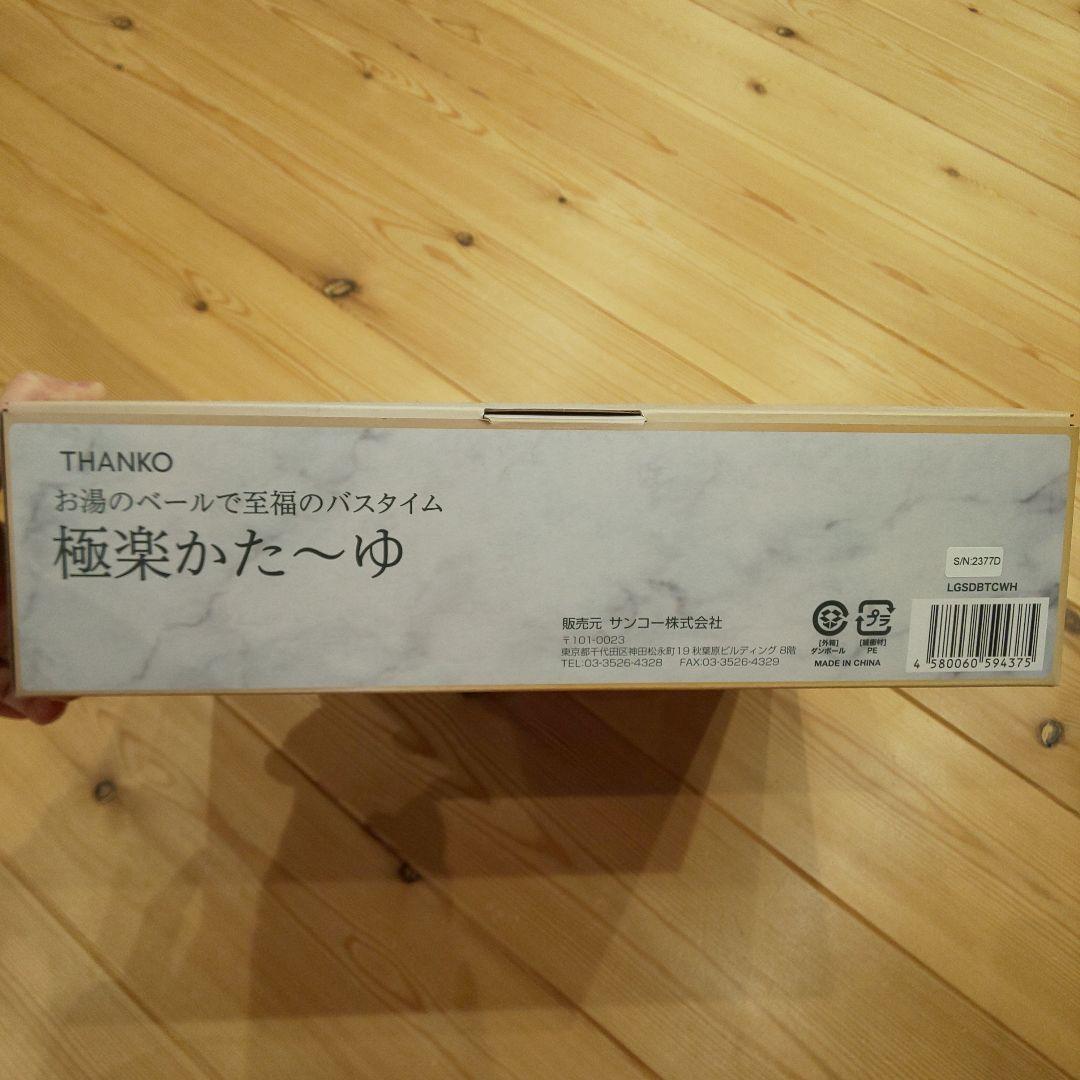 THANKO
お湯のベールで至福のバスタイム
極楽かた～ゆ
S/N:2377D
LGSDBTCWH
販売元 サンコー株式会社
〒101-0023
東京都千代田区神田松永町19 秋葉原ビルディング 8階
TEL:03-3526-4328 FAX:03-3526-4329
プラ
[外箱] [緩衝材]
ダンボール PE
MADE IN CHINA
4 580060 594375